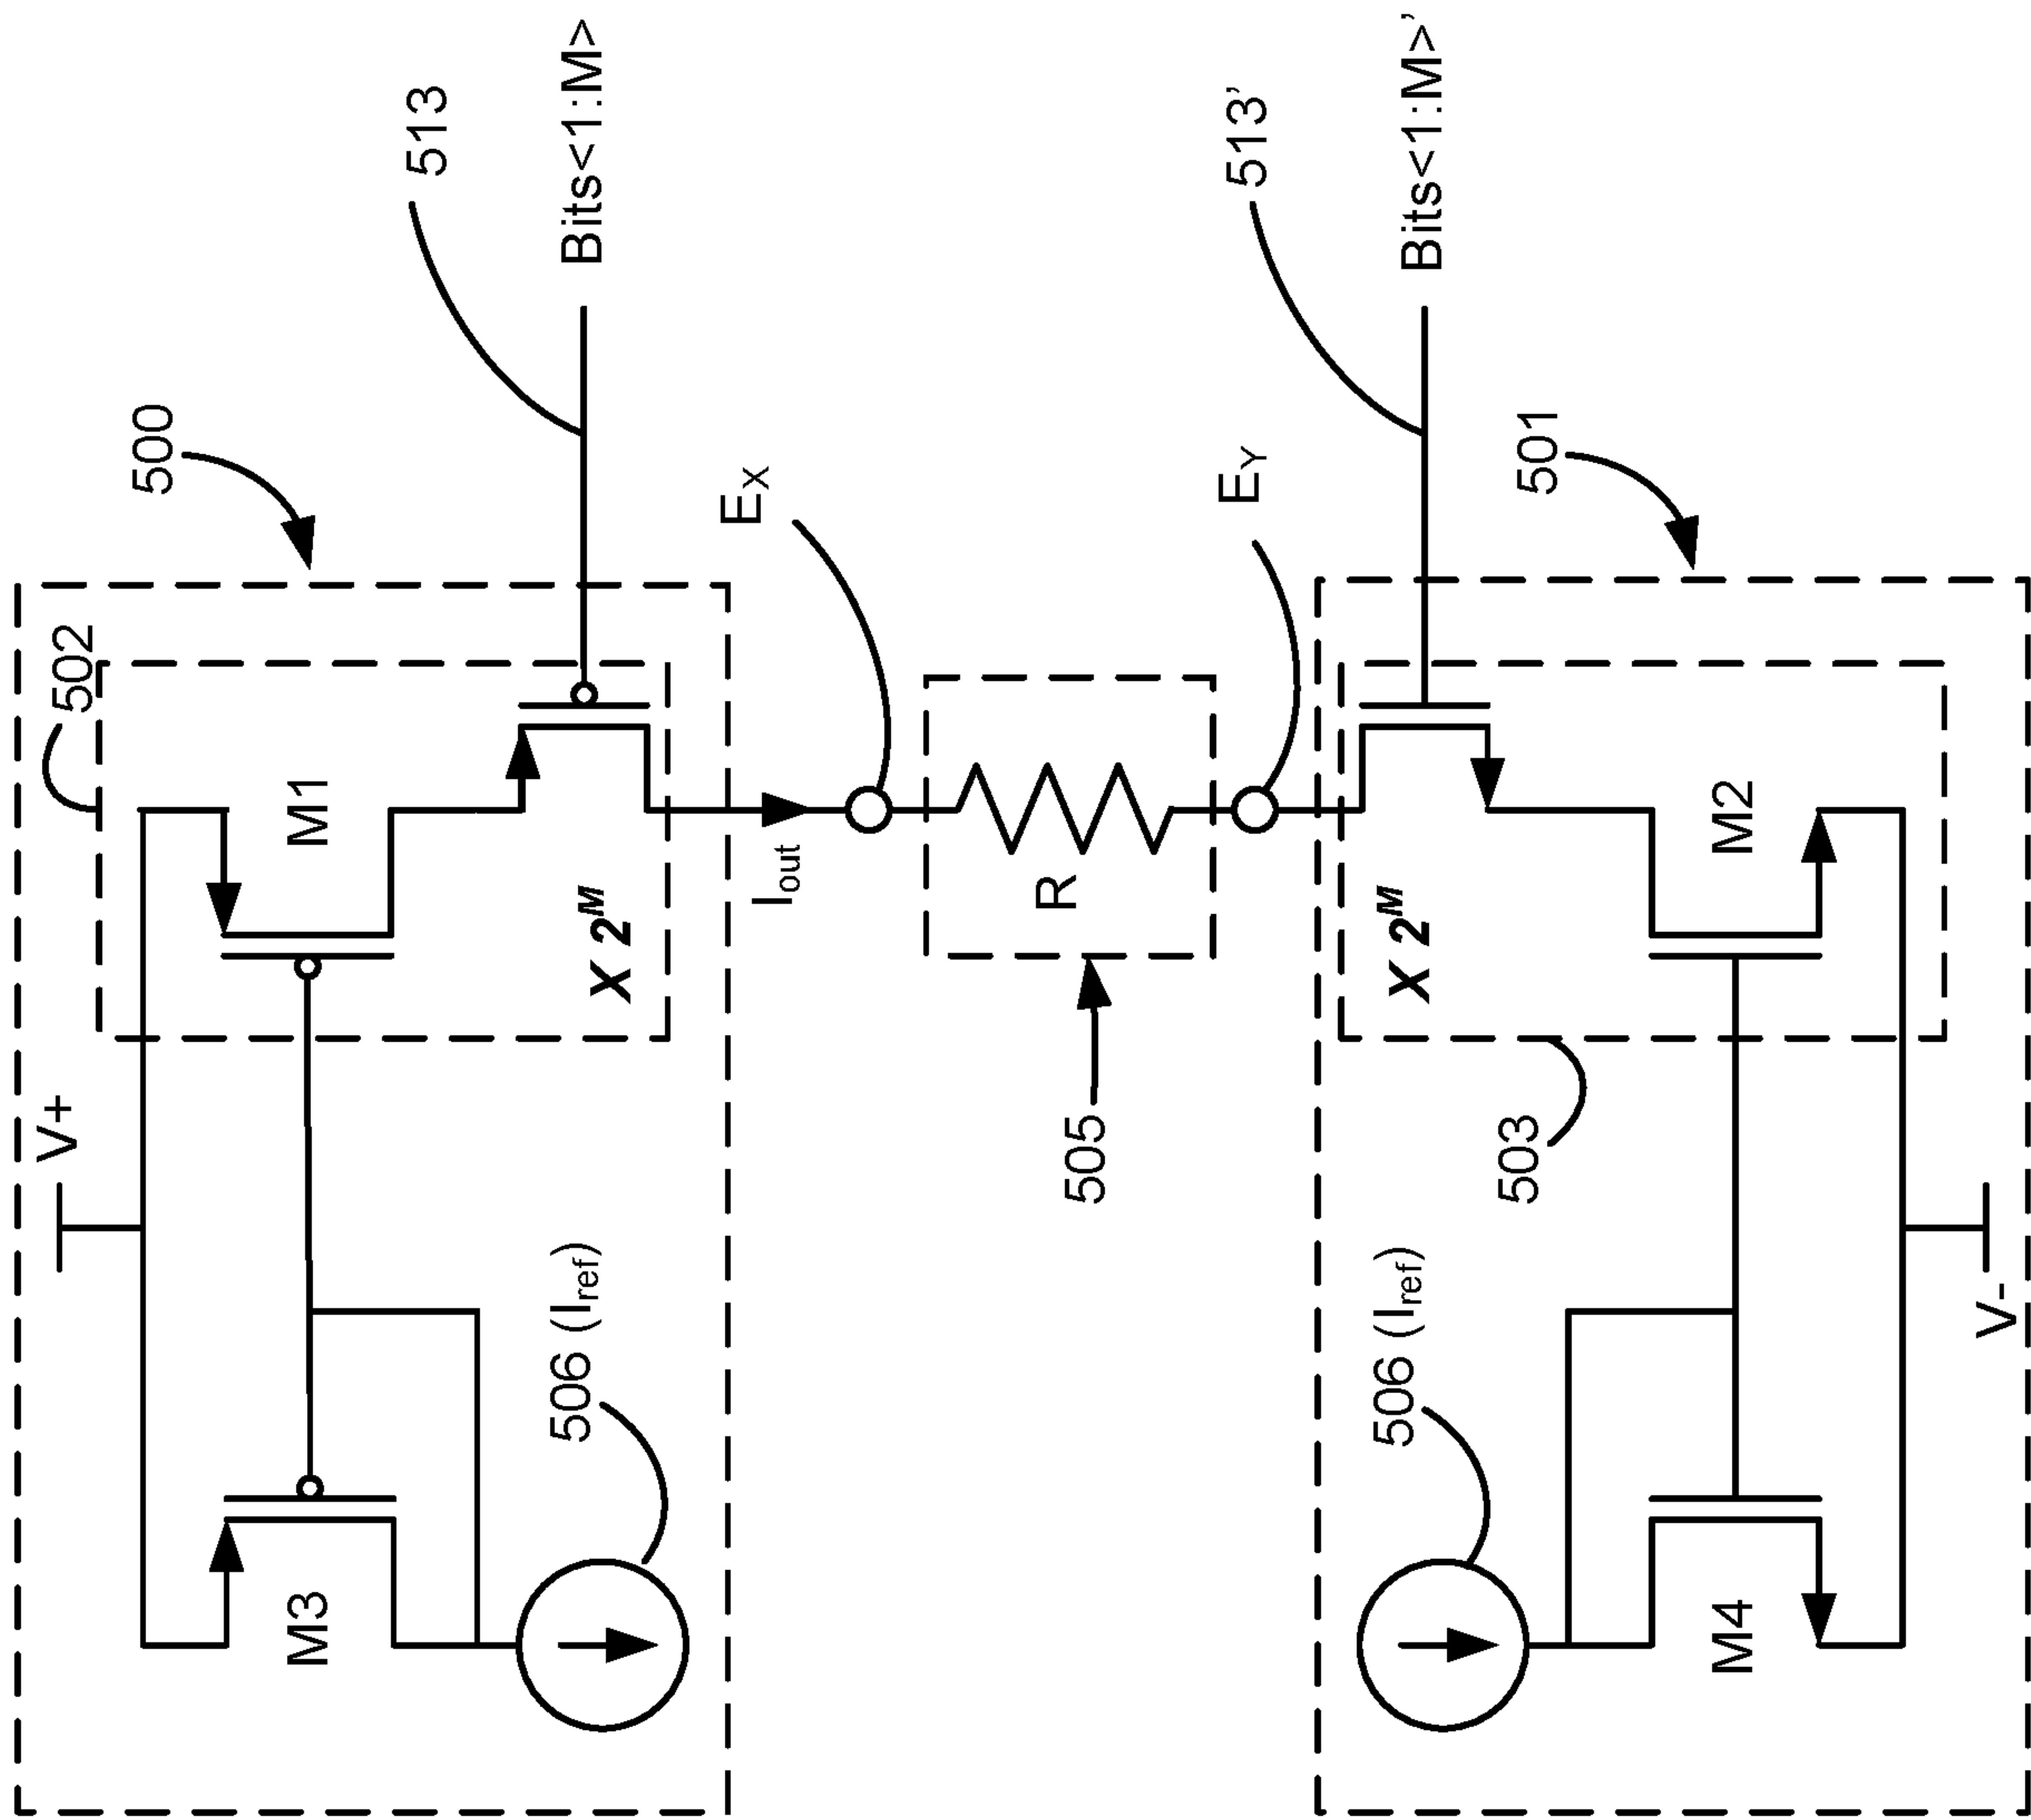 V+
502
500
M3
M1
513
506 (Iref)
x 2^M
Bits<1:M>
Iout
EX
505
R
EY
506 (Iref)
503
x 2^M
513’
Bits<1:M>’
501
M4
M2
V-